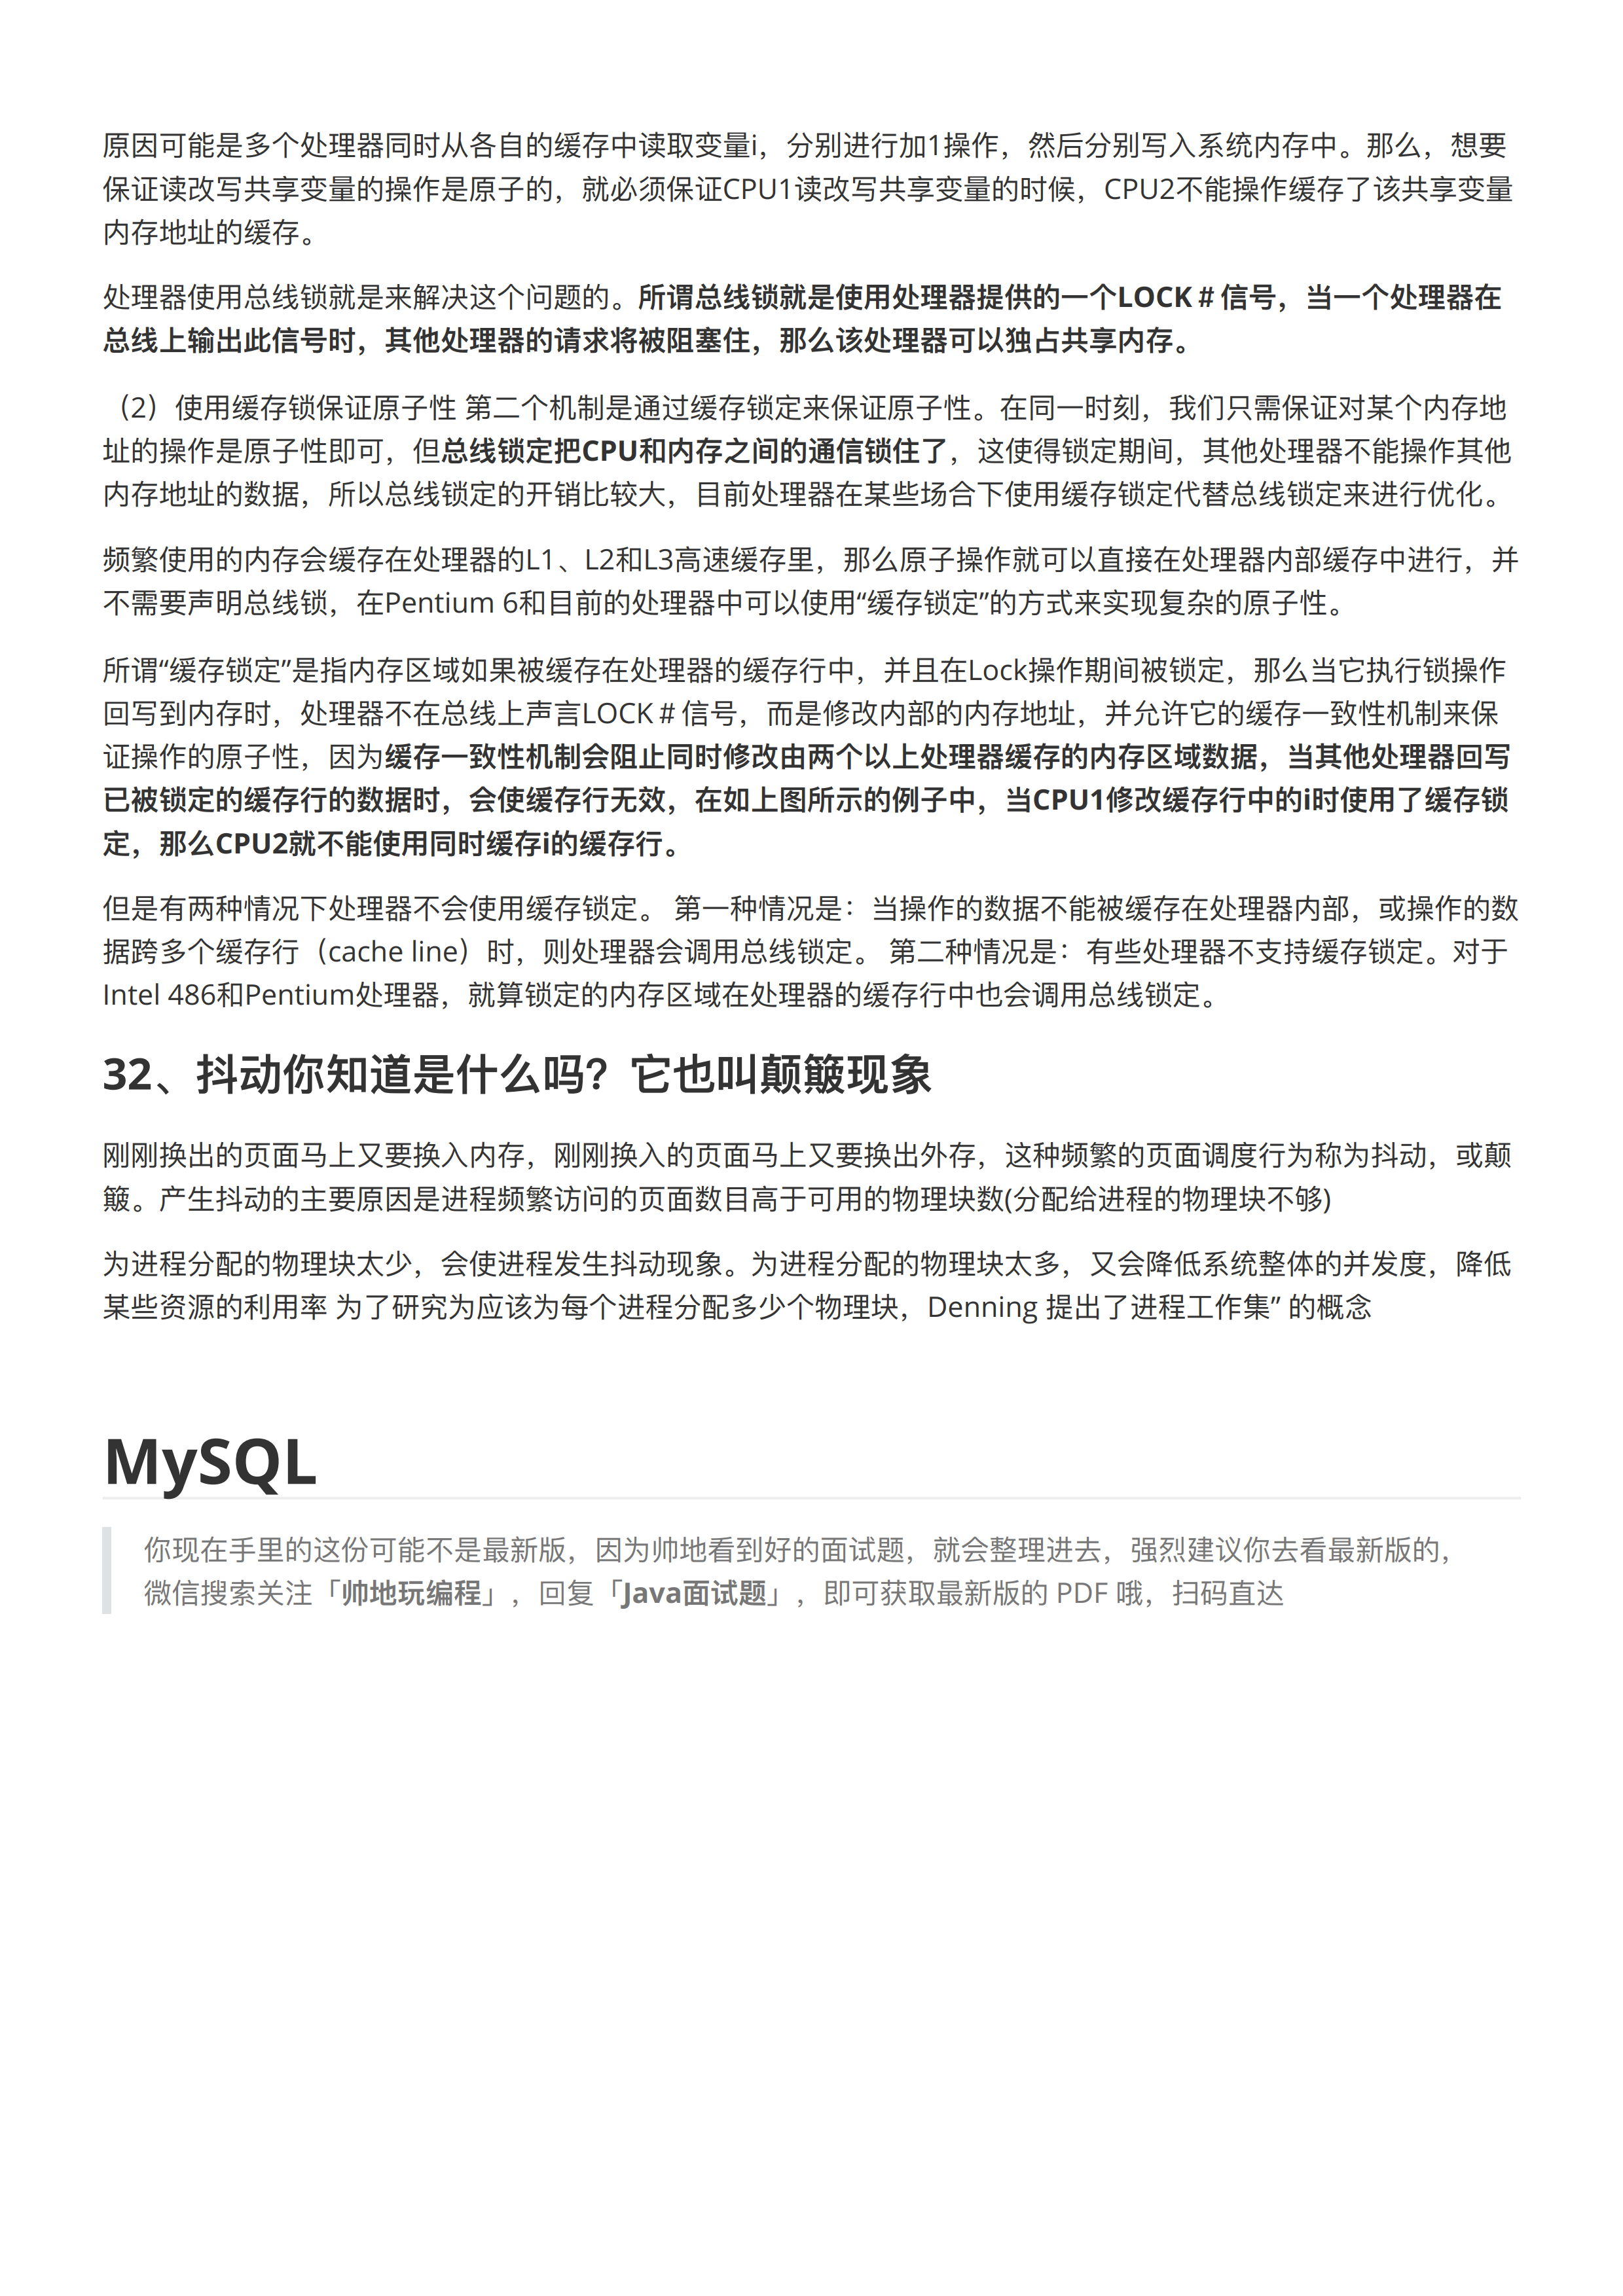 原因可能是多个处理器同时从各自的缓存中读取变量i，分别进行加1操作，然后分别写入系统内存中。那么，想要
保证读改写共享变量的操作是原子的，就必须保证CPU1读改写共享变量的时候，CPU2不能操作缓存了该共享变量
内存地址的缓存。
处理器使用总线锁就是来解决这个问题的。所谓总线锁就是使用处理器提供的一个LOCK＃信号，当一个处理器在
总线上输出此信号时，其他处理器的请求将被阻塞住，那么该处理器可以独占共享内存。
（2）使用缓存锁保证原子性 第二个机制是通过缓存锁定来保证原子性。在同一时刻，我们只需保证对某个内存地
址的操作是原子性即可，但总线锁定把CPU和内存之间的通信锁住了，这使得锁定期间，其他处理器不能操作其他
内存地址的数据，所以总线锁定的开销比较大，目前处理器在某些场合下使用缓存锁定代替总线锁定来进行优化。
频繁使用的内存会缓存在处理器的L1、L2和L3高速缓存里，那么原子操作就可以直接在处理器内部缓存中进行，并
不需要声明总线锁，在Pentium 6和目前的处理器中可以使用“缓存锁定”的方式来实现复杂的原子性。
所谓“缓存锁定”是指内存区域如果被缓存在处理器的缓存行中，并且在Lock操作期间被锁定，那么当它执行锁操作
回写到内存时，处理器不在总线上声言LOCK＃信号，而是修改内部的内存地址，并允许它的缓存一致性机制来保
证操作的原子性，因为缓存一致性机制会阻止同时修改由两个以上处理器缓存的内存区域数据，当其他处理器回写
已被锁定的缓存行的数据时，会使缓存行无效，在如上图所示的例子中，当CPU1修改缓存行中的i时使用了缓存锁
定，那么CPU2就不能使用同时缓存i的缓存行。
但是有两种情况下处理器不会使用缓存锁定。 第一种情况是：当操作的数据不能被缓存在处理器内部，或操作的数
据跨多个缓存行（cache line）时，则处理器会调用总线锁定。 第二种情况是：有些处理器不支持缓存锁定。对于
Intel 486和Pentium处理器，就算锁定的内存区域在处理器的缓存行中也会调用总线锁定。
32、抖动你知道是什么吗？它也叫颠簸现象
刚刚换出的页面马上又要换入内存，刚刚换入的页面马上又要换出外存，这种频繁的页面调度行为称为抖动，或颠
簸。产生抖动的主要原因是进程频繁访问的页面数目高于可用的物理块数(分配给进程的物理块不够)
为进程分配的物理块太少，会使进程发生抖动现象。为进程分配的物理块太多，又会降低系统整体的并发度，降低
某些资源的利用率 为了研究为应该为每个进程分配多少个物理块，Denning 提出了进程工作集” 的概念
MySQL
你现在手里的这份可能不是最新版，因为帅地看到好的面试题，就会整理进去，强烈建议你去看最新版的，
微信搜索关注「帅地玩编程」，回复「Java面试题」，即可获取最新版的 PDF 哦，扫码直达